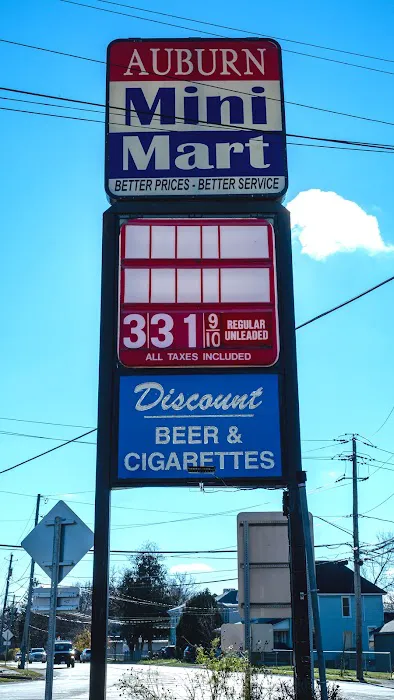 AUBURN
Mini
Mart
BETTER PRICES - BETTER SERVICE
331 9/10 REGULAR
UNLEADED
ALL TAXES INCLUDED
Discount
BEER &
CIGARETTES